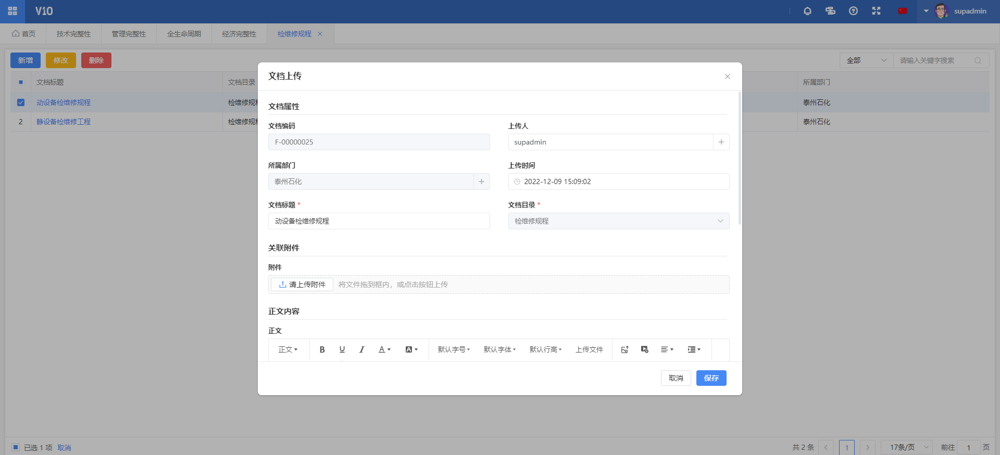 V10
supadmin
首页
技术完整性
管理完整性
全生命周期
经济完整性
检维修规程
新增
修改
删除
全部
请输入关键字搜索
文档标题
文档目录
所属部门
动设备检维修规程
检维修规程
泰州石化
2
静设备检维修工程
检维修规程
泰州石化
文档上传
文档属性
文档编码
上传人
F-00000025
supadmin
所属部门
上传时间
泰州石化
2022-12-09 15:09:02
文档标题 *
文档目录 *
动设备检维修规程
检维修规程
关联附件
附件
请上传附件
将文件拖到框内，或点击按钮上传
正文内容
正文
正文
B
U
I
A
A
默认字号
默认字体
默认行高
上传文件
取消
保存
已选 1 项 取消
共 2 条
1
17条/页
前往 1 页